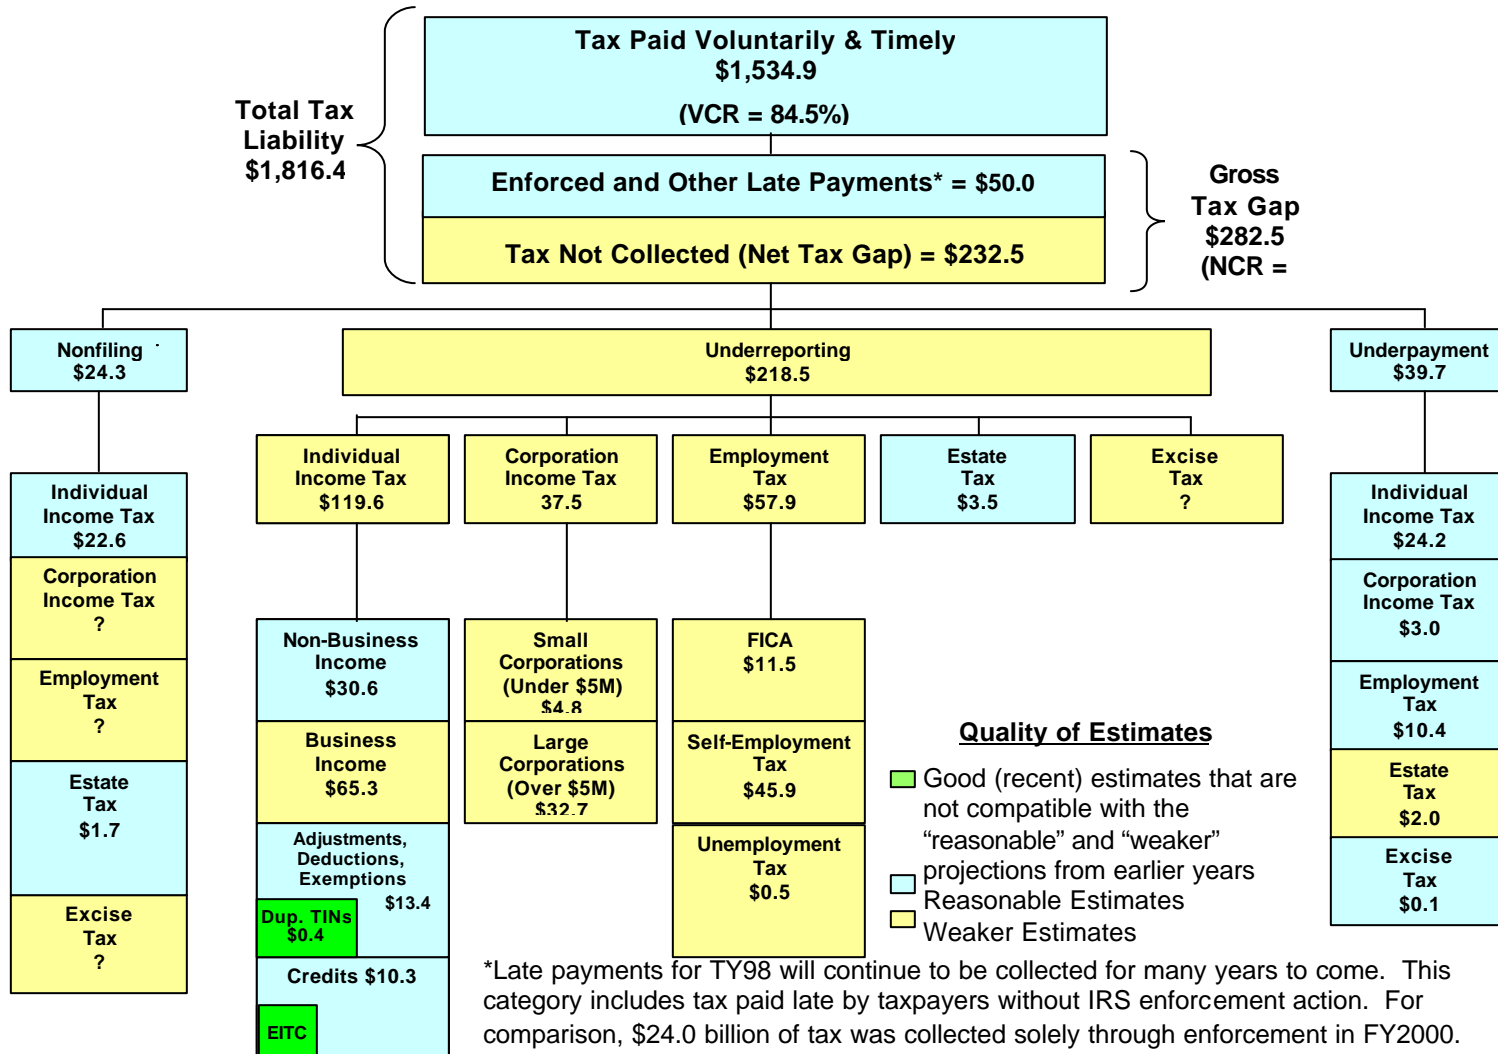 Tax Paid Voluntarily & Timely
$1,534.9
(VCR = 84.5%)
Total Tax
Liability
$1,816.4
Enforced and Other Late Payments* = $50.0
Tax Not Collected (Net Tax Gap) = $232.5
Gross
Tax Gap
$282.5
(NCR =
Nonfiling
$24.3
Underreporting
$218.5
Underpayment
$39.7
Individual
Income Tax
$22.6
Corporation
Income Tax
?
Employment
Tax
?
Estate
Tax
$1.7
Excise
Tax
?
Individual
Income Tax
$119.6
Corporation
Income Tax
37.5
Employment
Tax
$57.9
Estate
Tax
$3.5
Excise
Tax
?
Non-Business
Income
$30.6
Business
Income
$65.3
Adjustments,
Deductions,
Exemptions
$13.4
Dup. TINs
$0.4
Credits $10.3
EITC
Small
Corporations
(Under $5M)
$4.8
Large
Corporations
(Over $5M)
$32.7
FICA
$11.5
Self-Employment
Tax
$45.9
Unemployment
Tax
$0.5
Individual
Income Tax
$24.2
Corporation
Income Tax
$3.0
Employment
Tax
$10.4
Estate
Tax
$2.0
Excise
Tax
$0.1
Quality of Estimates
Good (recent) estimates that are
not compatible with the
“reasonable” and “weaker”
projections from earlier years
Reasonable Estimates
Weaker Estimates
*Late payments for TY98 will continue to be collected for many years to come. This
category includes tax paid late by taxpayers without IRS enforcement action. For
comparison, $24.0 billion of tax was collected solely through enforcement in FY2000.